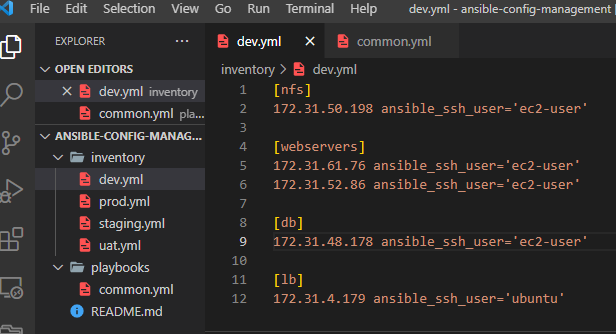 File Edit Selection View Go Run Terminal Help dev.yml - ansible-config-management
EXPLORER
OPEN EDITORS
dev.yml inventory
common.yml pla...
ANSIBLE-CONFIG-MANAG...
inventory
dev.yml
prod.yml
staging.yml
uat.yml
playbooks
common.yml
README.md
dev.yml common.yml
inventory > dev.yml
1 [nfs]
2 172.31.50.198 ansible_ssh_user='ec2-user'
3
4 [webservers]
5 172.31.61.76 ansible_ssh_user='ec2-user'
6 172.31.52.86 ansible_ssh_user='ec2-user'
7
8 [db]
9 172.31.48.178 ansible_ssh_user='ec2-user'
10
11 [lb]
12 172.31.4.179 ansible_ssh_user='ubuntu'